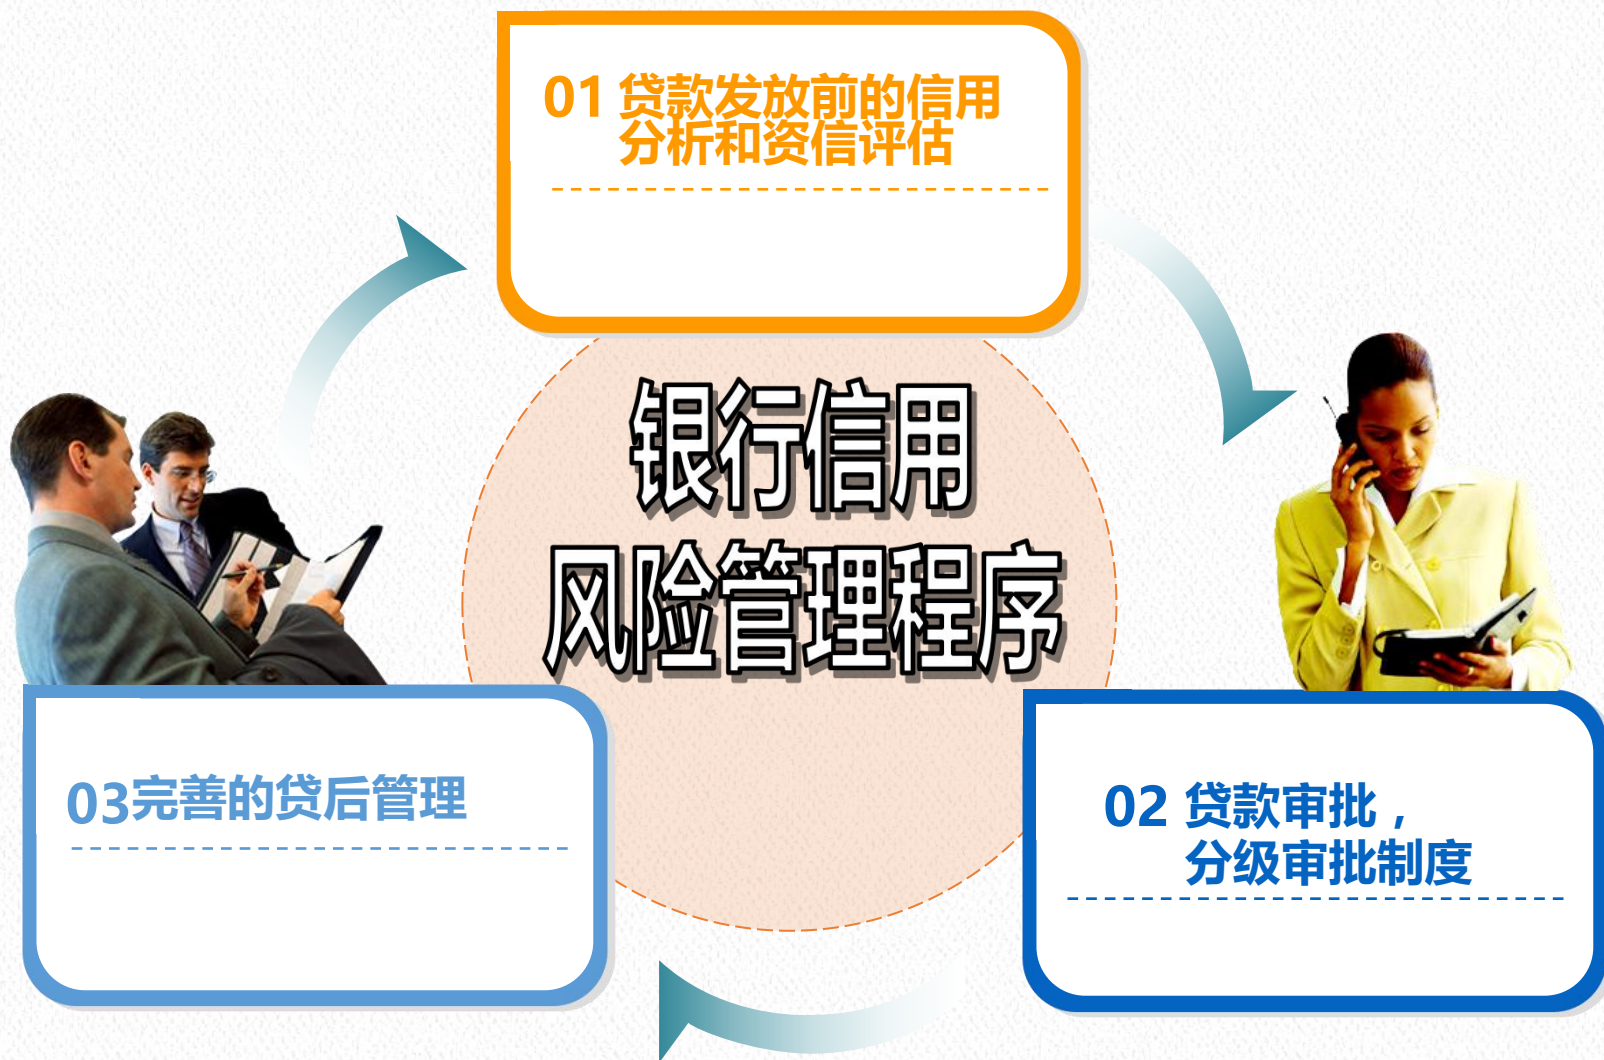 01 贷款发放前的信用
分析和资信评估
银行信用
风险管理程序
03完善的贷后管理
02 贷款审批，
分级审批制度